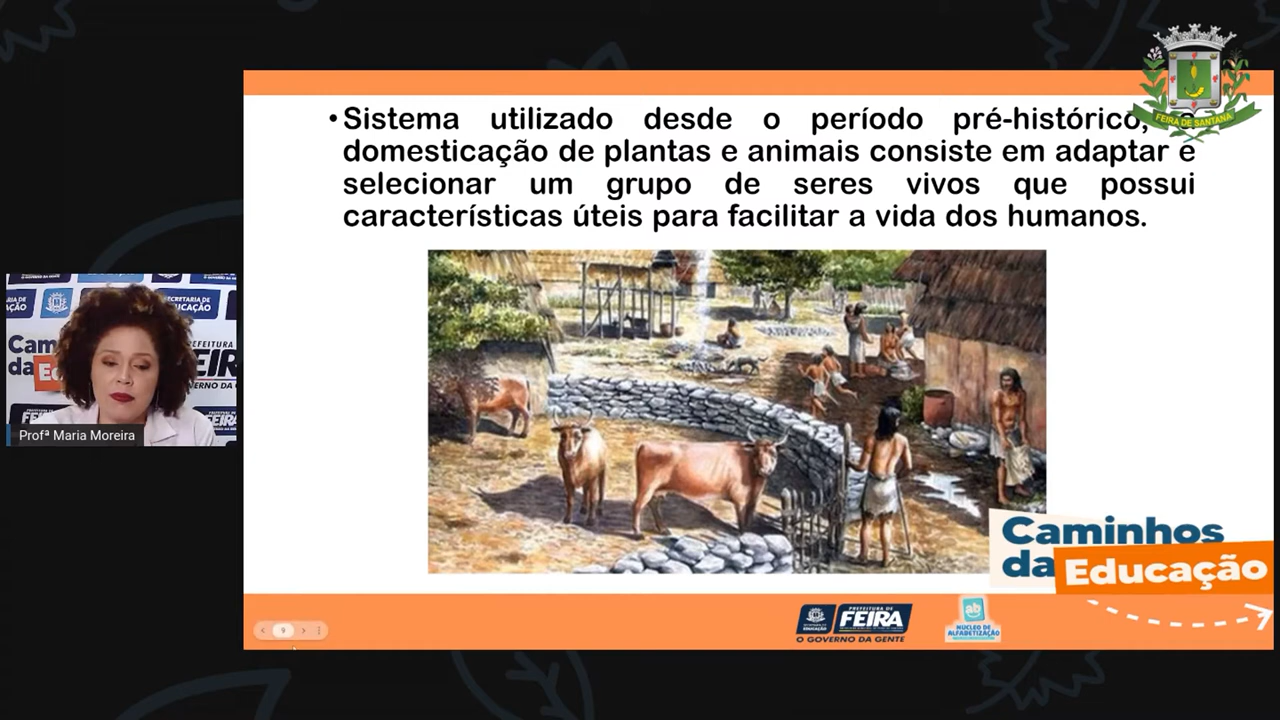 FEIRA DE SANTANA
• Sistema utilizado desde o período pré-histórico, a
domesticação de plantas e animais consiste em adaptar e
selecionar um grupo de seres vivos que possui
características úteis para facilitar a vida dos humanos.
SECRETARIA DE
EDUCAÇÃO
Profª Maria Moreira
Caminhos
da Educação
9
PREFEITURA DE
FEIRA
O GOVERNO DA GENTE
ab
NÚCLEO DE
ALFABETIZAÇÃO